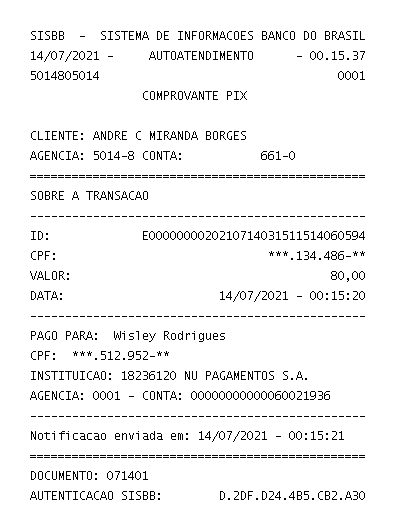 SISBB - SISTEMA DE INFORMACOES BANCO DO BRASIL
14/07/2021 - AUTOATENDIMENTO - 00.15.37
5014805014 0001
COMPROVANTE PIX
CLIENTE: ANDRE C MIRANDA BORGES
AGENCIA: 5014-8 CONTA: 661-0
================================================
SOBRE A TRANSACAO
------------------------------------------------
ID: E0000000020210714031511514060594
CPF: ***.134.486-**
VALOR: 80,00
DATA: 14/07/2021 - 00:15:20
------------------------------------------------
PAGO PARA: Wisley Rodrigues
CPF: ***.512.952-**
INSTITUICAO: 18236120 NU PAGAMENTOS S.A.
AGENCIA: 0001 - CONTA: 00000000000060021936
------------------------------------------------
Notificacao enviada em: 14/07/2021 - 00:15:21
================================================
DOCUMENTO: 071401
AUTENTICACAO SISBB: D.2DF.D24.4B5.CB2.A30